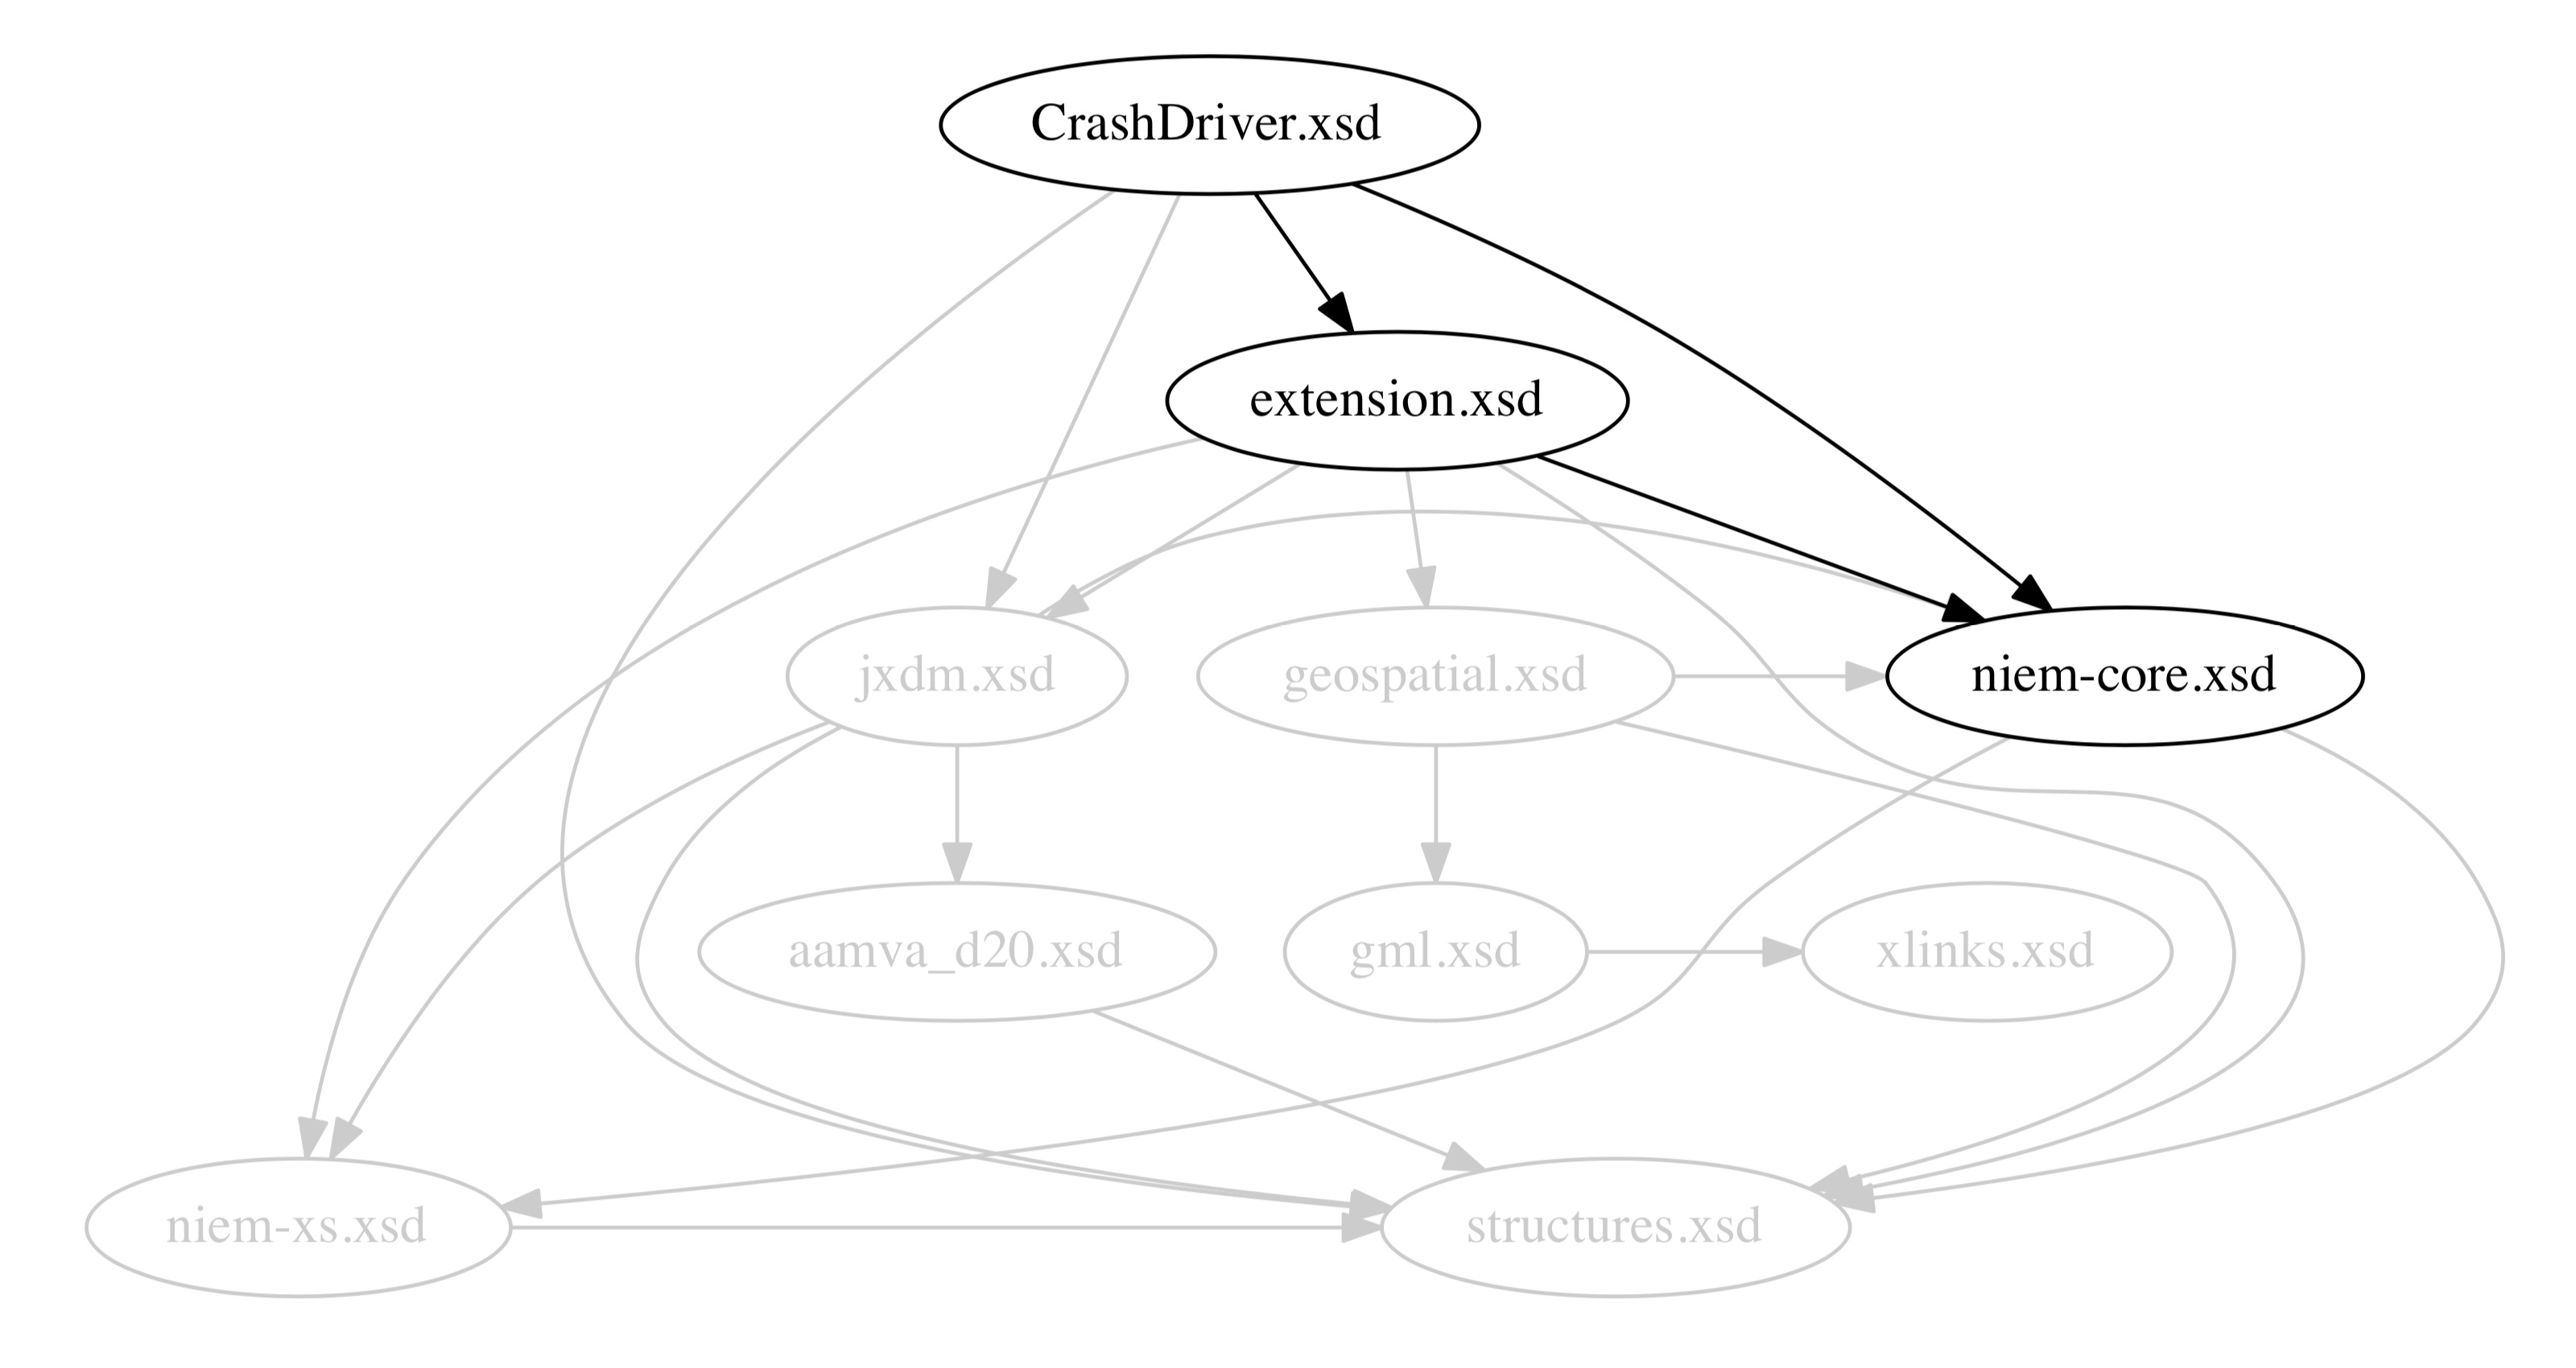 CrashDriver.xsd
extension.xsd
jxdm.xsd
geospatial.xsd
niem-core.xsd
aamva_d20.xsd
gml.xsd
xlinks.xsd
niem-xs.xsd
structures.xsd